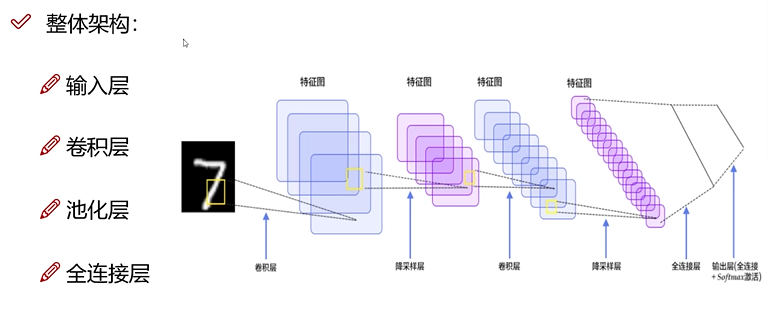 整体架构：
输入层
卷积层
池化层
全连接层
特征图
特征图
特征图
特征图
7
卷积层
降采样层
卷积层
降采样层
全连接层
输出层(全连接
+ Softmax激活)